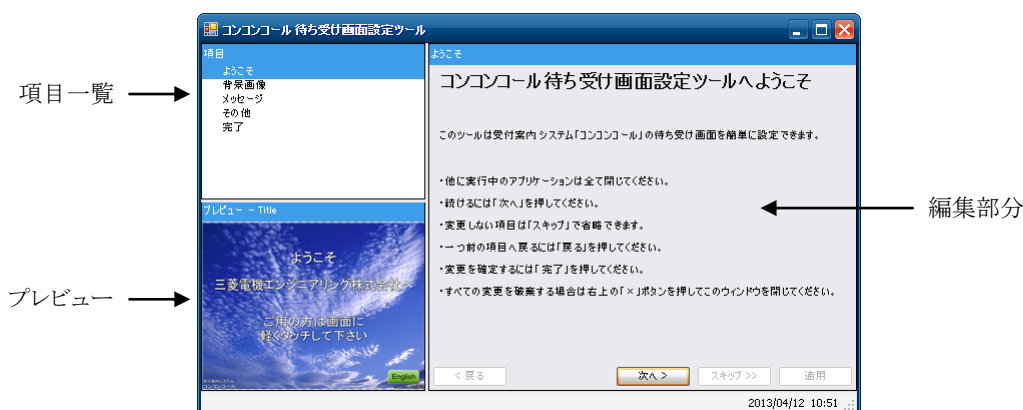 コンコンコール 待ち受け画面設定ツール
項目
ようこそ
背景画像
メッセージ
その他
完了
項目一覧
プレビュー - Title
ようこそ
三菱電機エンジニアリング株式会社へ
ご用の方は画面に
軽くタッチして下さい
受付案内システム
コンコンコール
English
プレビュー
ようこそ
コンコンコール 待ち受け画面設定ツールへようこそ
このツールは受付案内システム「コンコンコール」の待ち受け画面を簡単に設定できます。
・他に実行中のアプリケーションは全て閉じてください。
・続けるには「次へ」を押してください。
・変更しない項目は「スキップ」で省略できます。
・一つ前の項目へ戻るには「戻る」を押してください。
・変更を確定するには「完了」を押してください。
・すべての変更を破棄する場合は右上の「×」ボタンを押してこのウィンドウを閉じてください。
編集部分
< 戻る
次へ >
スキップ >>
適用
2013/04/12 10:51